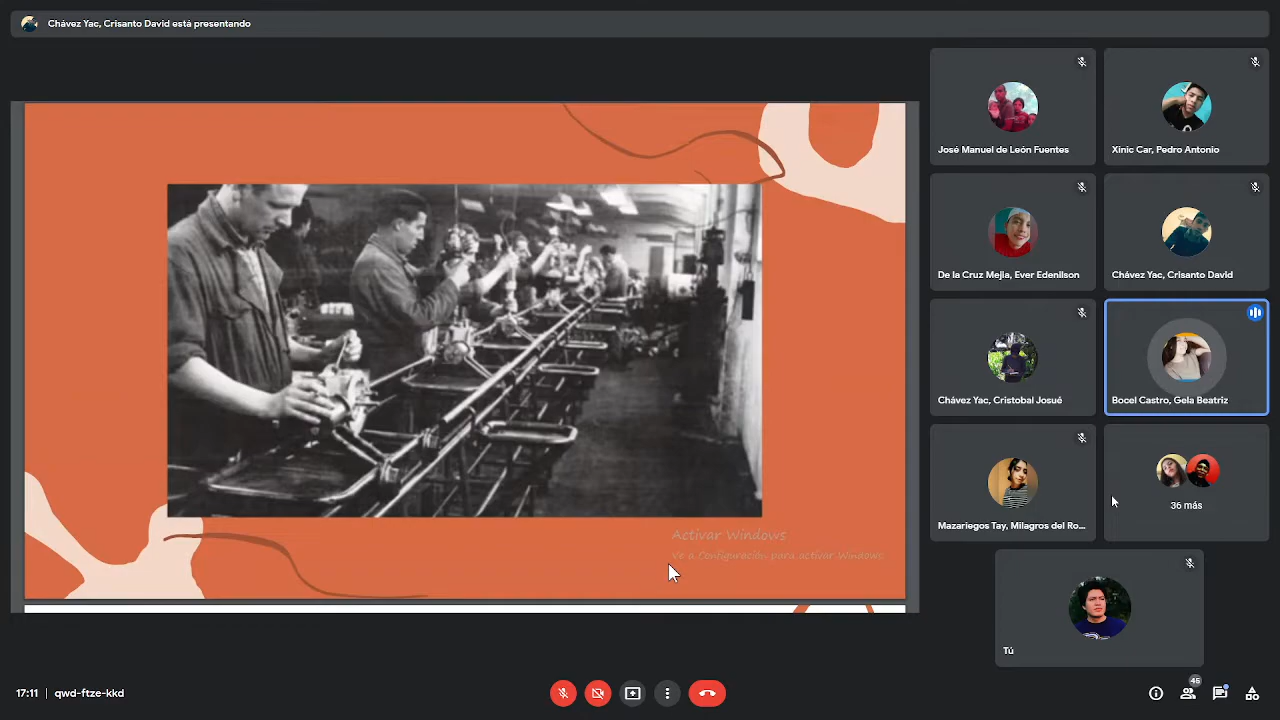 Chávez Yac, Crisanto David está presentando
José Manuel de León Fuentes
Xinic Car, Pedro Antonio
De la Cruz Mejia, Ever Edenilson
Chávez Yac, Crisanto David
Chávez Yac, Cristobal Josué
Bocel Castro, Gela Beatriz
Mazariegos Tay, Milagros del Ro...
36 más
Activar Windows
Ve a Configuración para activar Windows.
Tú
17:11 | qwd-ftze-kkd
45